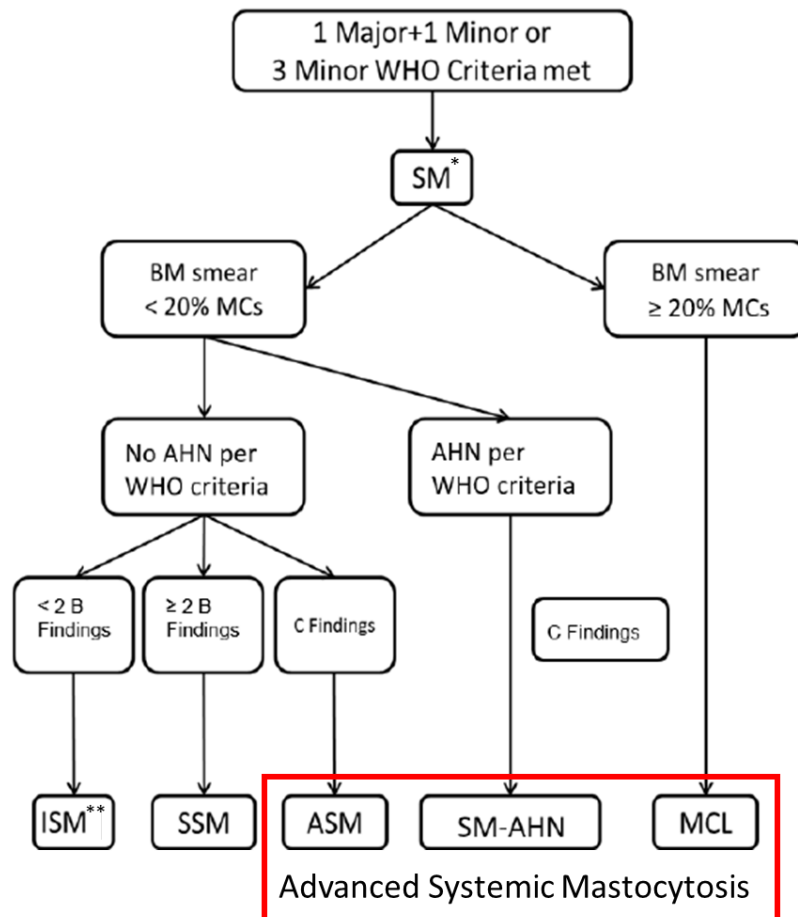 1 Major+1 Minor or
3 Minor WHO Criteria met
SM*
BM smear
< 20% MCs
BM smear
≥ 20% MCs
No AHN per
WHO criteria
AHN per
WHO criteria
< 2 B
Findings
≥ 2 B
Findings
C Findings
C Findings
ISM**
SSM
ASM
SM-AHN
MCL
Advanced Systemic Mastocytosis